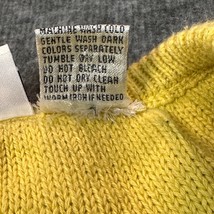 MACHINE WASH COLD
GENTLE WASH DARK
COLORS SEPARATELY
TUMBLE DRY LOW
DO NOT BLEACH
DO NOT DRY CLEAN
TOUCH UP WITH
WARM IRON IF NEEDED